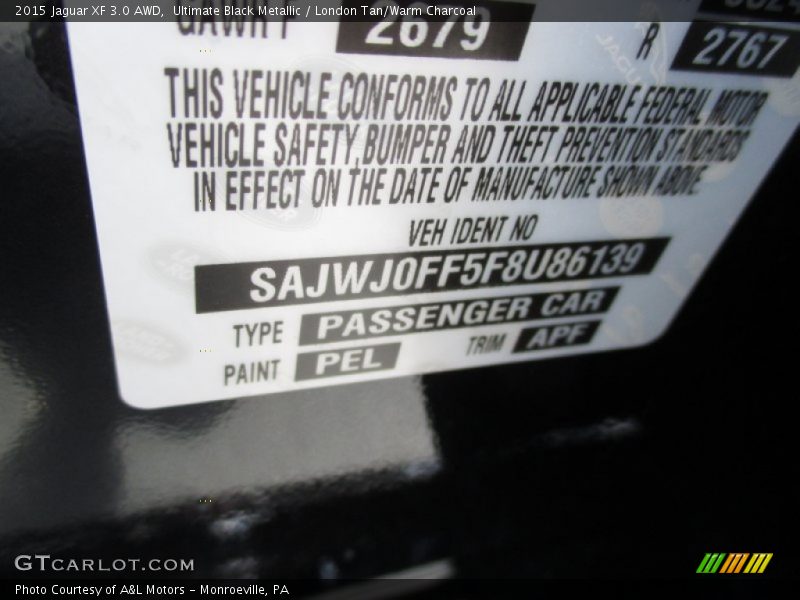 2015 Jaguar XF 3.0 AWD,  Ultimate Black Metallic / London Tan/Warm Charcoal
2679
R 2767
THIS VEHICLE CONFORMS TO ALL APPLICABLE FEDERAL MOTOR
VEHICLE SAFETY,BUMPER AND THEFT PREVENTION STANDARDS
IN EFFECT ON THE DATE OF MANUFACTURE SHOWN ABOVE
VEH IDENT NO
SAJWJ0FF5F8U86139
TYPE PASSENGER CAR
PAINT PEL TRIM APF
GTCARLOT.COM
Photo Courtesy of A&L Motors – Monroeville, PA